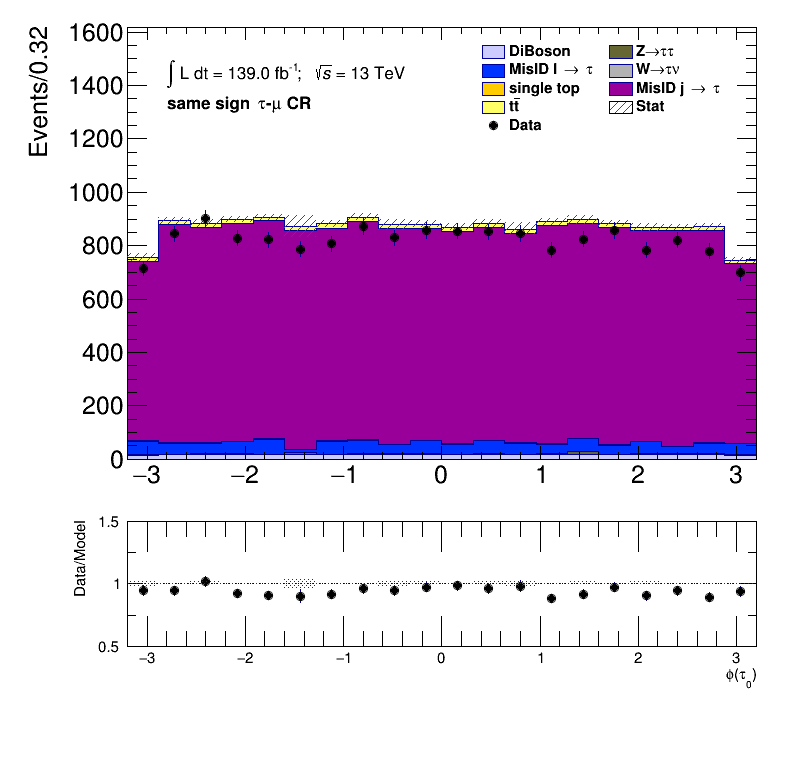 Events/0.32
1600
1400
1200
1000
800
600
400
200
0
∫ L dt = 139.0 fb⁻¹; √s = 13 TeV
same sign τ-μ CR
DiBoson
MisID l → τ
single top
tt̄
Data
Z→ττ
W→τν
MisID j → τ
Stat
−3 −2 −1 0 1 2 3
Data/Model
1.5
1
0.5
−3 −2 −1 0 1 2 3
ϕ(τ₀)